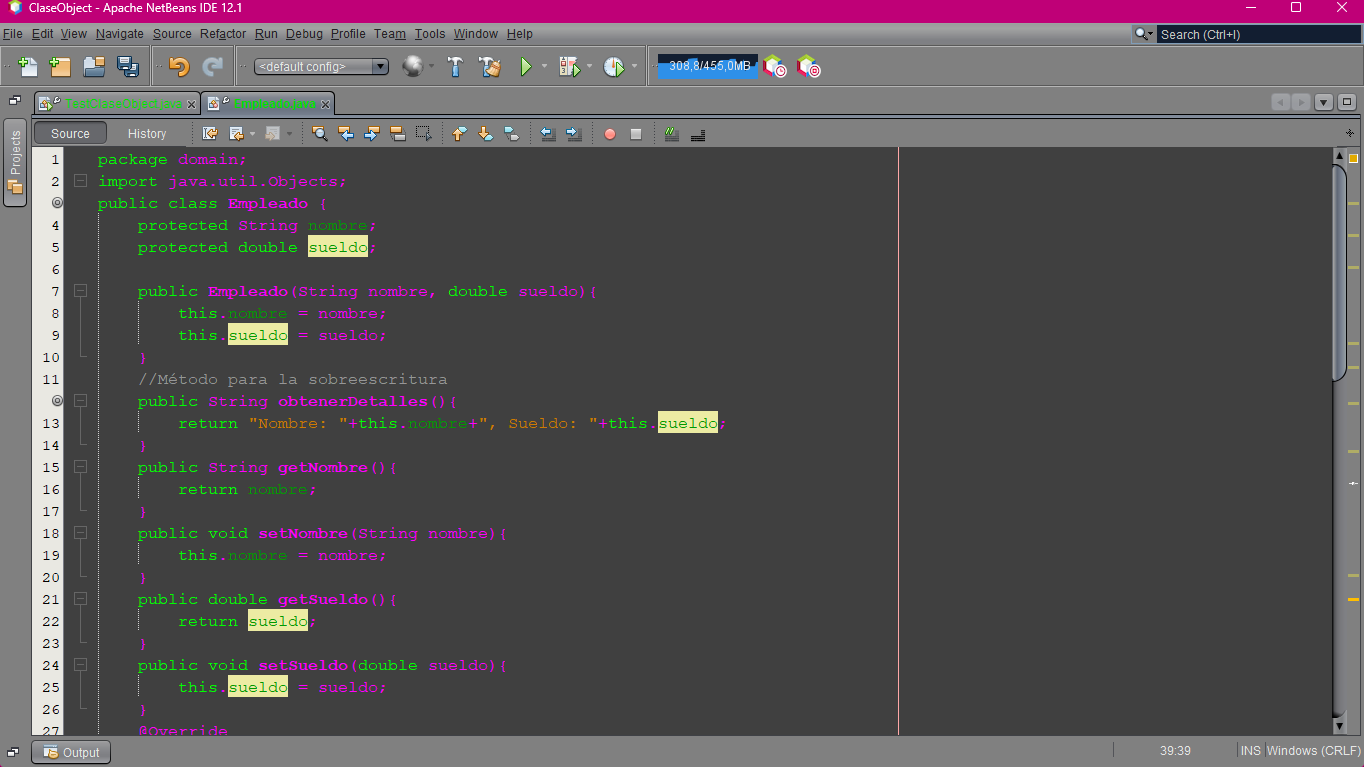 ClaseObject - Apache NetBeans IDE 12.1
File Edit View Navigate Source Refactor Run Debug Profile Team Tools Window Help
Search (Ctrl+I)
<default config>
308,8/455,0MB
TestClaseObject.java
Empleado.java
Projects
Source
History
1 package domain;
2 import java.util.Objects;
public class Empleado {
4 protected String nombre;
5 protected double sueldo;
6
7 public Empleado(String nombre, double sueldo){
8 this.nombre = nombre;
9 this.sueldo = sueldo;
10 }
11 //Método para la sobreescritura
public String obtenerDetalles(){
13 return "Nombre: "+this.nombre+", Sueldo: "+this.sueldo;
14 }
15 public String getNombre(){
16 return nombre;
17 }
18 public void setNombre(String nombre){
19 this.nombre = nombre;
20 }
21 public double getSueldo(){
22 return sueldo;
23 }
24 public void setSueldo(double sueldo){
25 this.sueldo = sueldo;
26 }
27 @Override
Output
39:39
INS
Windows (CRLF)